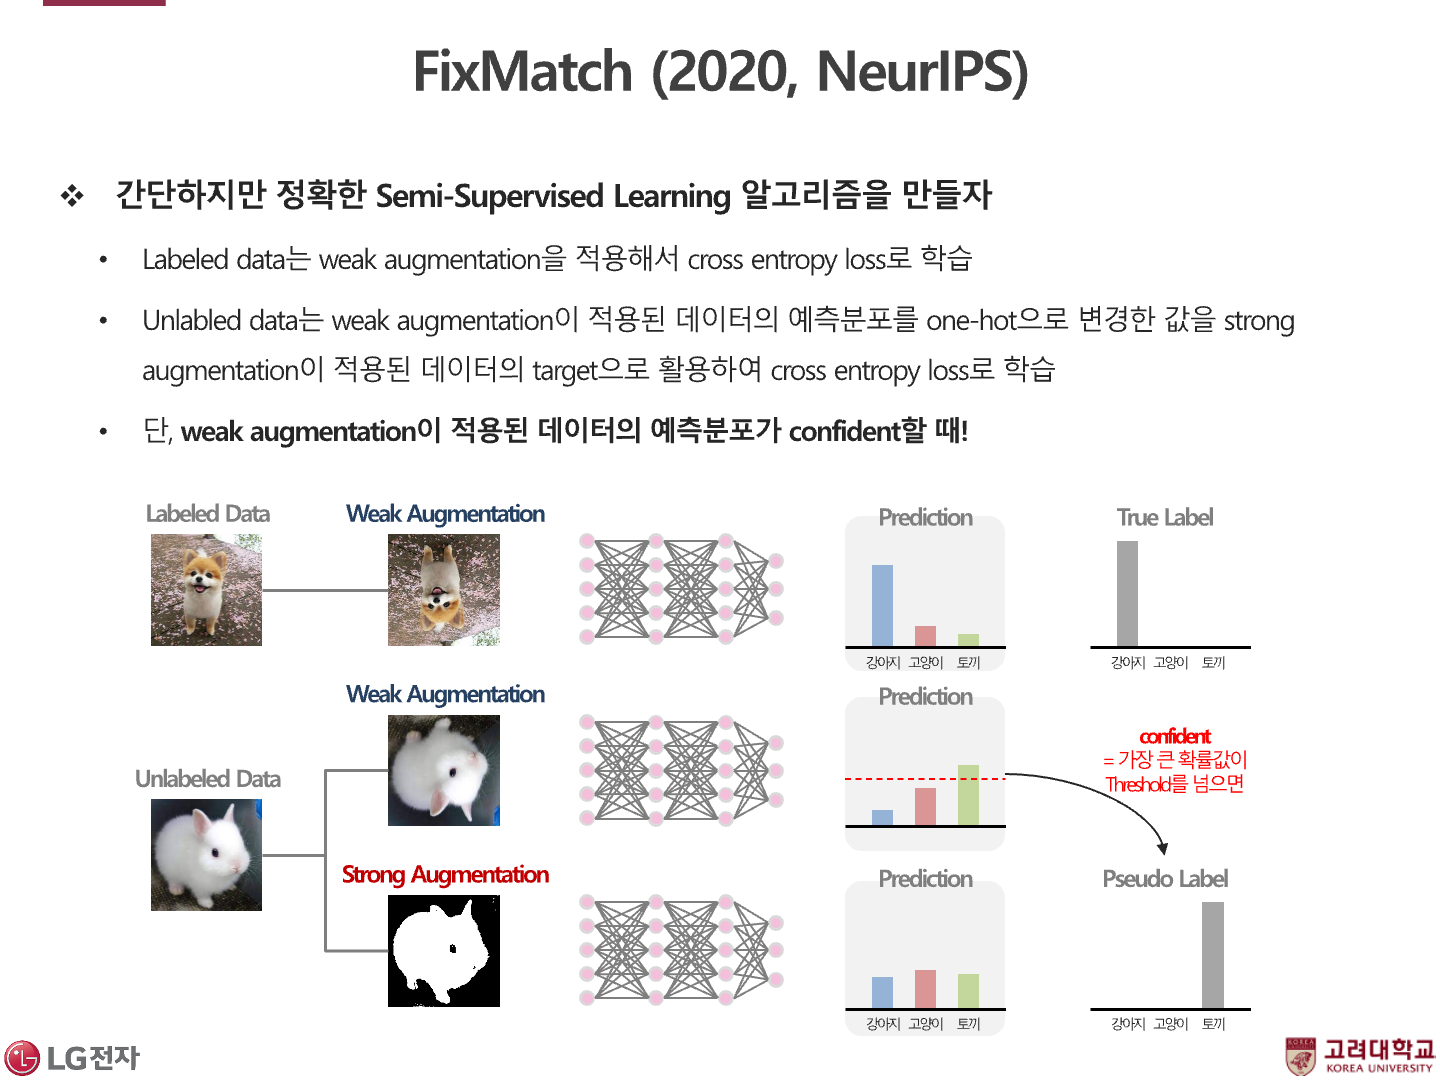 FixMatch (2020, NeurIPS)
❖ 간단하지만 정확한 Semi-Supervised Learning 알고리즘을 만들자
• Labeled data는 weak augmentation을 적용해서 cross entropy loss로 학습
• Unlabled data는 weak augmentation이 적용된 데이터의 예측분포를 one-hot으로 변경한 값을 strong
augmentation이 적용된 데이터의 target으로 활용하여 cross entropy loss로 학습
• 단, weak augmentation이 적용된 데이터의 예측분포가 confident할 때!
Labeled Data
Weak Augmentation
Prediction
True Label
강아지 고양이 토끼
강아지 고양이 토끼
Weak Augmentation
Prediction
confident
= 가장 큰 확률값이
Threshold를 넘으면
Unlabeled Data
Strong Augmentation
Prediction
Pseudo Label
강아지 고양이 토끼
강아지 고양이 토끼
LG전자
고려대학교
KOREA UNIVERSITY